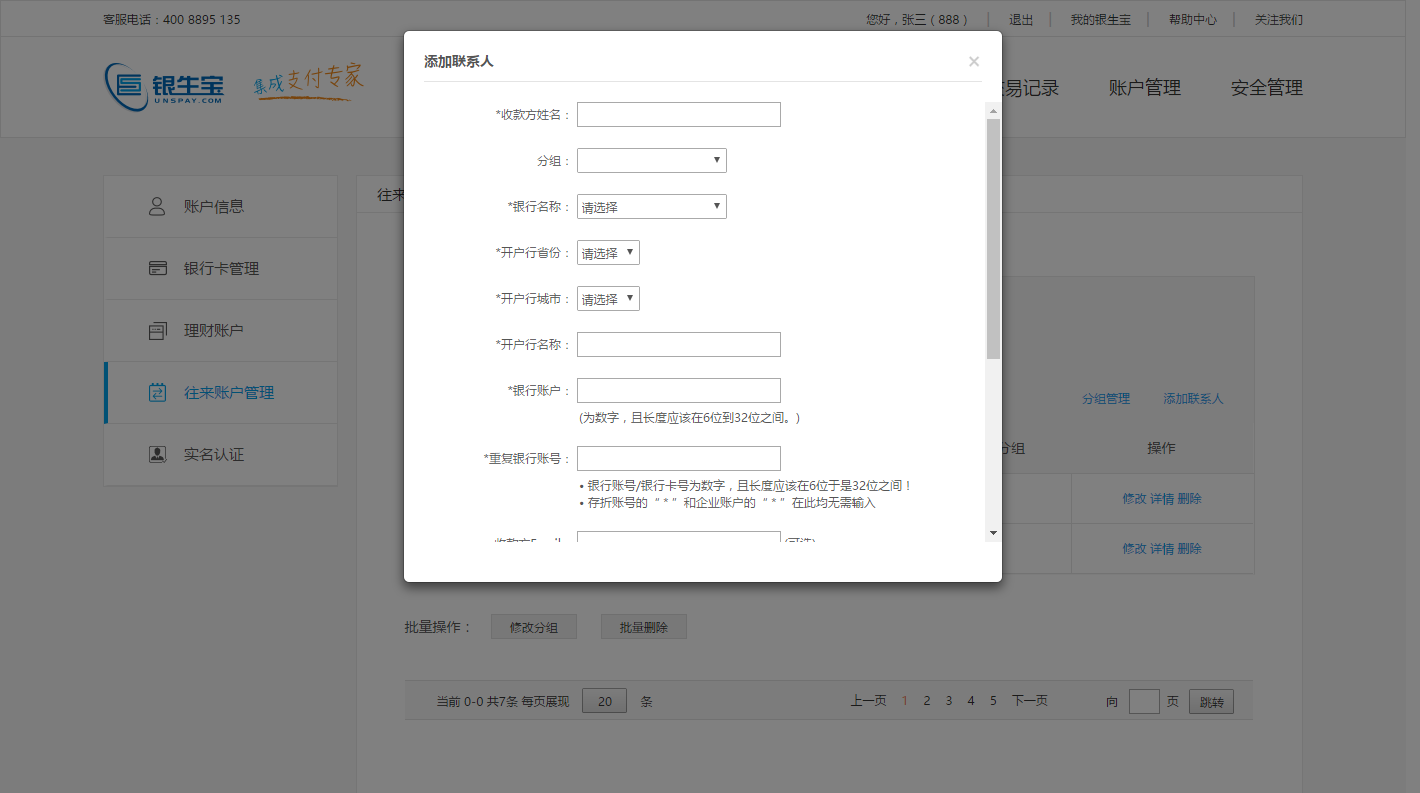 客服电话：400 8895 135
您好，张三（888） | 退出 | 我的银生宝 | 帮助中心 | 关注我们
银生宝
UNSPAY.COM
集成支付专家
易记录 账户管理 安全管理
账户信息
银行卡管理
理财账户
往来账户管理
实名认证
往来
添加联系人 ×
*收款方姓名：
分组：
*银行名称： 请选择
*开户行省份： 请选择
*开户行城市： 请选择
*开户行名称：
*银行账户：
(为数字，且长度应该在6位到32位之间。)
*重复银行账号：
• 银行账号/银行卡号为数字，且长度应该在6位于是32位之间！
• 存折账号的“ * ”和企业账户的“ * ”在此均无需输入
收款方Email (可选)
分组管理 添加联系人
分组 操作
修改 详情 删除
修改 详情 删除
批量操作： 修改分组 批量删除
当前 0-0 共7条 每页展现 20 条 上一页 1 2 3 4 5 下一页 向 页 跳转